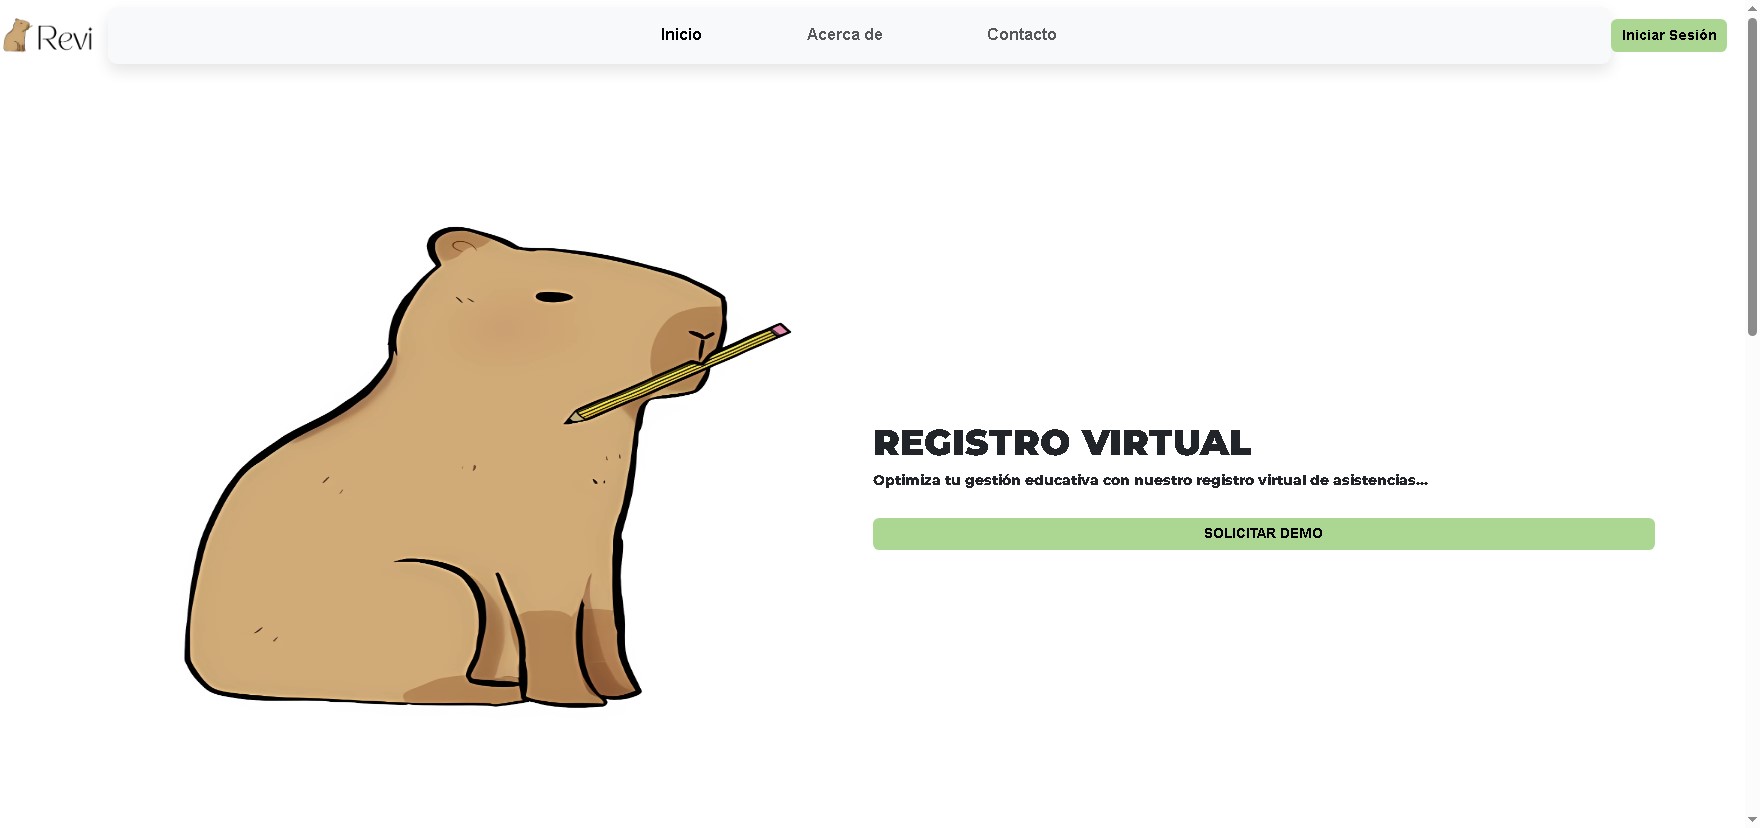 Revi
Inicio
Acerca de
Contacto
Iniciar Sesión
REGISTRO VIRTUAL
Optimiza tu gestión educativa con nuestro registro virtual de asistencias...
SOLICITAR DEMO